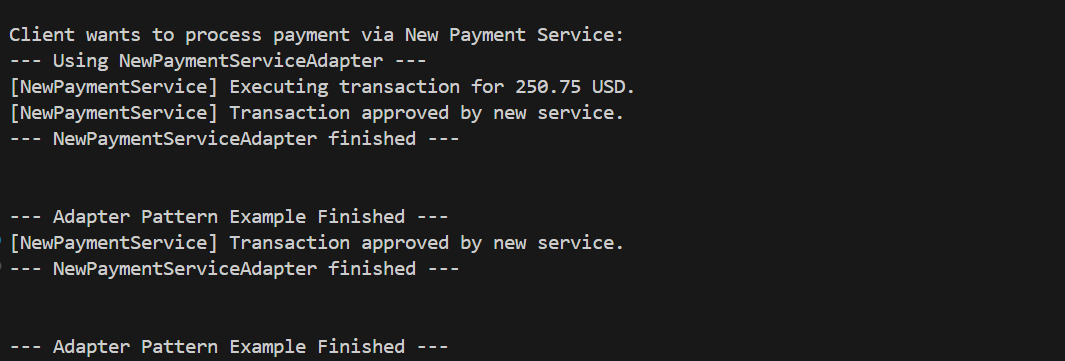 Client wants to process payment via New Payment Service:
--- Using NewPaymentServiceAdapter ---
[NewPaymentService] Executing transaction for 250.75 USD.
[NewPaymentService] Transaction approved by new service.
--- NewPaymentServiceAdapter finished ---
--- Adapter Pattern Example Finished ---
[NewPaymentService] Transaction approved by new service.
--- NewPaymentServiceAdapter finished ---
--- Adapter Pattern Example Finished ---